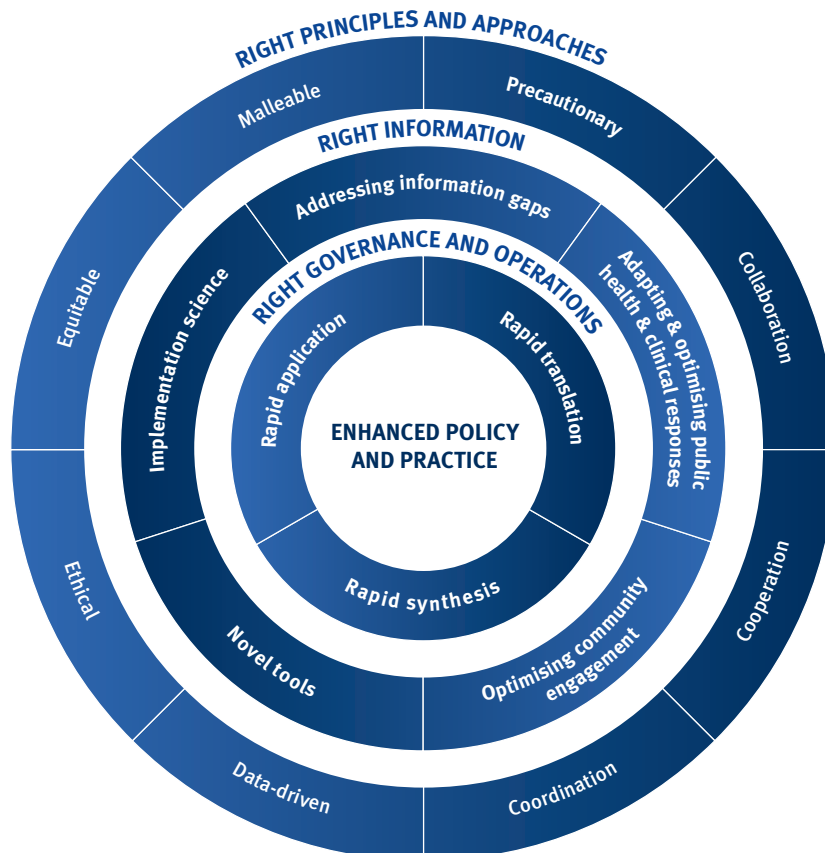 RIGHT PRINCIPLES AND APPROACHES
Malleable
Precautionary
Collaboration
Cooperation
Coordination
Data-driven
Ethical
Equitable
RIGHT INFORMATION
Addressing information gaps
Adapting & optimising public
health & clinical responses
Optimising community
engagement
Novel tools
Implementation science
RIGHT GOVERNANCE AND OPERATIONS
Rapid application
Rapid translation
Rapid synthesis
ENHANCED POLICY
AND PRACTICE